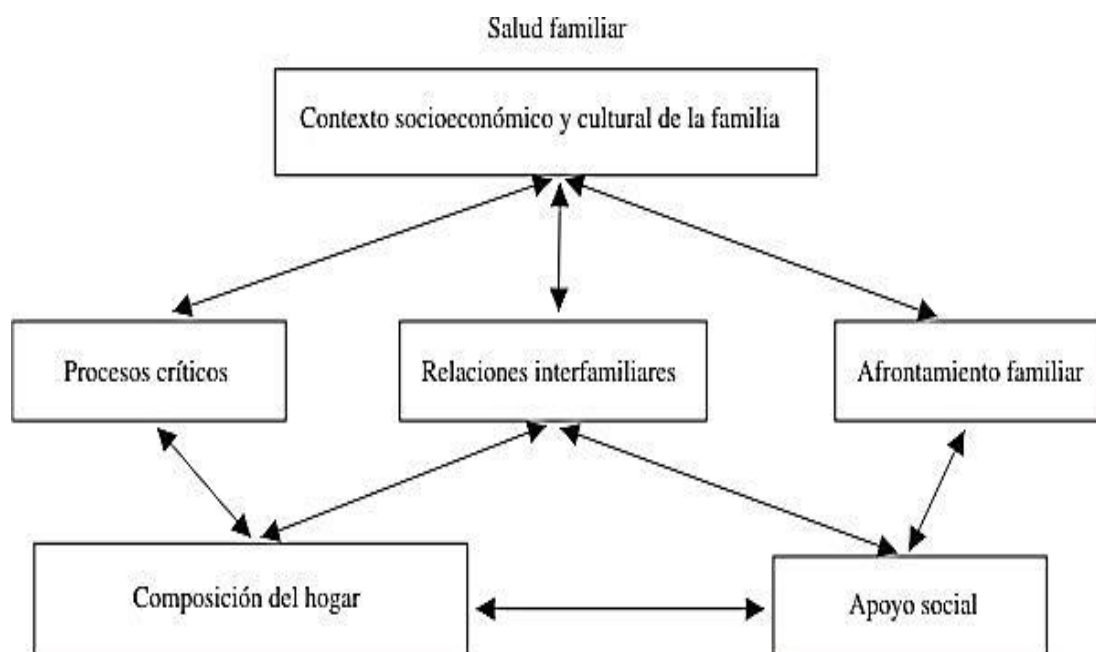 Salud familiar
Contexto socioeconómico y cultural de la familia
Procesos críticos
Relaciones interfamiliares
Afrontamiento familiar
Composición del hogar
Apoyo social